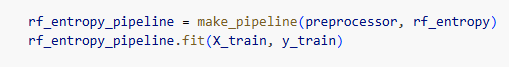 rf_entropy_pipeline = make_pipeline(preprocessor, rf_entropy)
rf_entropy_pipeline.fit(X_train, y_train)